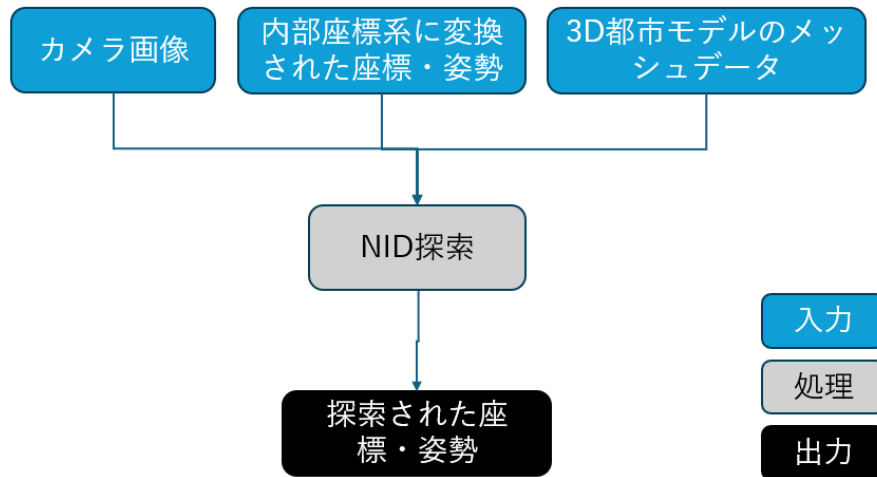 カメラ画像
内部座標系に変換
された座標・姿勢
3D都市モデルのメッ
シュデータ
NID探索
入力
処理
探索された座
標・姿勢
出力